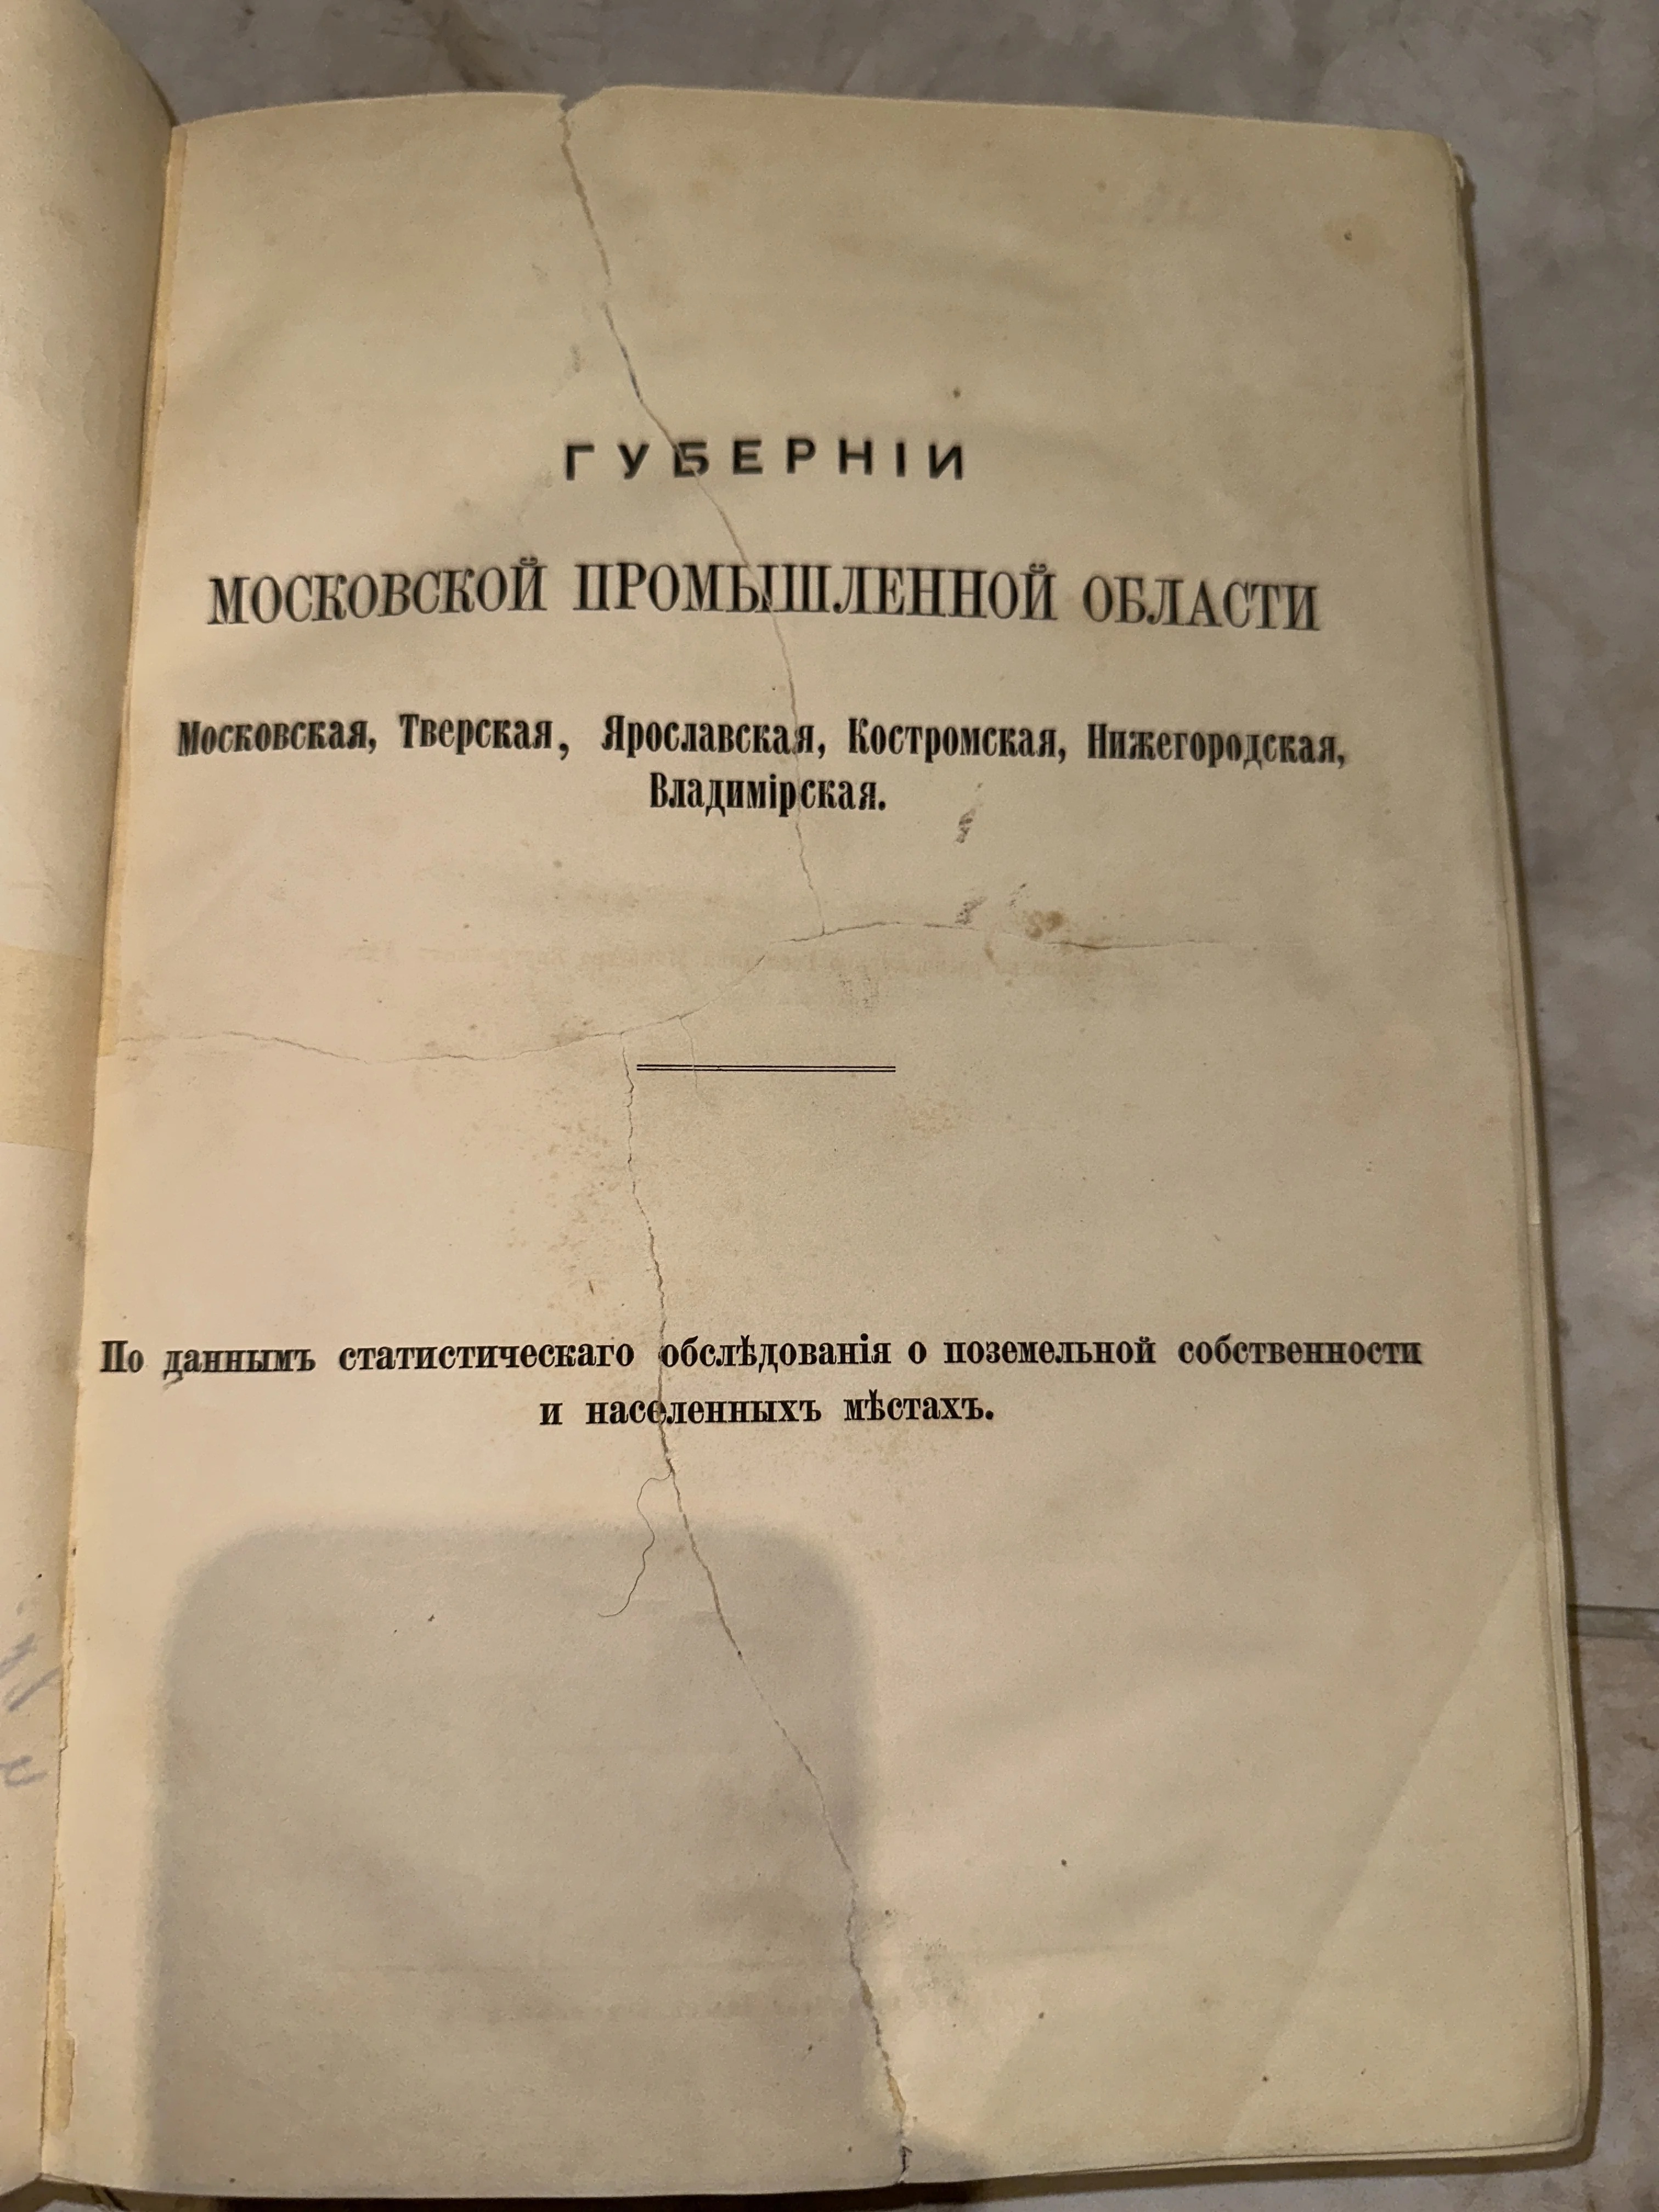 ГУБЕРНІИ
МОСКОВСКОЙ ПРОМЫШЛЕННОЙ ОБЛАСТИ
Московская, Тверская, Ярославская, Костромская, Нижегородская,
Владимірская.
По даннымъ статистическаго обслѣдованія о поземельной собственности
и населенныхъ мѣстахъ.